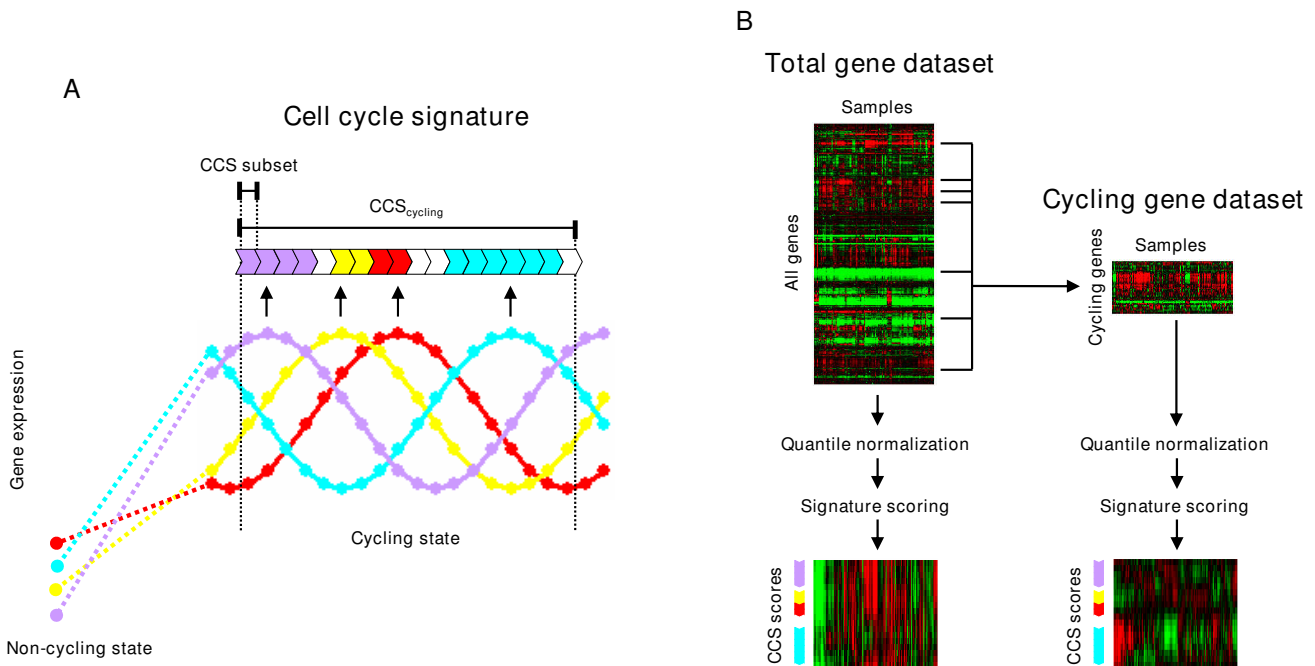 A
Cell cycle signature
CCS subset
CCScycling
Gene expression
Cycling state
Non-cycling state
B
Total gene dataset
Samples
All genes
Cycling gene dataset
Samples
Cycling genes
Quantile normalization
Quantile normalization
Signature scoring
Signature scoring
CCS scores
CCS scores